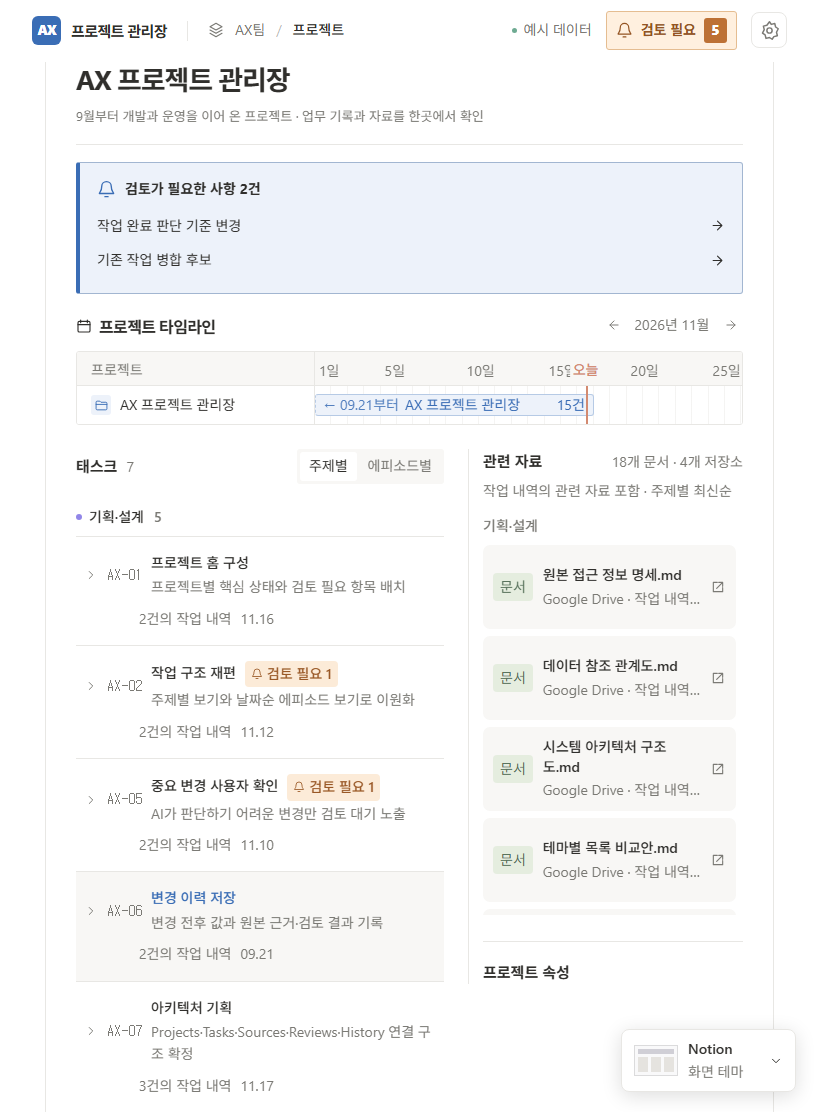 AX 프로젝트 관리장 AX팀 / 프로젝트 예시 데이터 검토 필요 5
AX 프로젝트 관리장
9월부터 개발과 운영을 이어 온 프로젝트 · 업무 기록과 자료를 한곳에서 확인
검토가 필요한 사항 2건
작업 완료 판단 기준 변경 →
기존 작업 병합 후보 →
프로젝트 타임라인 ← 2026년 11월 →
프로젝트 1일 5일 10일 오늘 20일 25일
AX 프로젝트 관리장 ← 09.21부터 AX 프로젝트 관리장 15건
태스크 7 주제별 에피소드별
기획·설계 5
AX-01 프로젝트 홈 구성
프로젝트별 핵심 상태와 검토 필요 항목 배치
2건의 작업 내역 11.16
AX-02 작업 구조 재편 검토 필요 1
주제별 보기와 날짜순 에피소드 보기로 이원화
2건의 작업 내역 11.12
AX-05 중요 변경 사용자 확인 검토 필요 1
AI가 판단하기 어려운 변경만 검토 대기 노출
2건의 작업 내역 11.10
AX-06 변경 이력 저장
변경 전후 값과 원본 근거·검토 결과 기록
2건의 작업 내역 09.21
AX-07 아키텍처 기획
Projects·Tasks·Sources·Reviews·History 연결 구
조 확정
3건의 작업 내역 11.17
관련 자료 18개 문서 · 4개 저장소
작업 내역의 관련 자료 포함 · 주제별 최신순
기획·설계
문서 원본 접근 정보 명세.md
Google Drive · 작업 내역...
문서 데이터 참조 관계도.md
Google Drive · 작업 내역...
문서 시스템 아키텍처 구조
도.md
Google Drive · 작업 내역...
문서 테마별 목록 비교안.md
Google Drive · 작업 내역...
프로젝트 속성
Notion
화면 테마